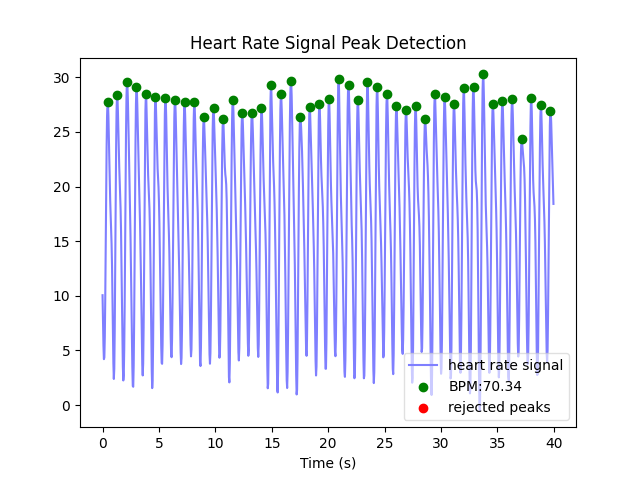 Heart Rate Signal Peak Detection
30
25
20
15
10
5
0
heart rate signal
BPM:70.34
rejected peaks
0 5 10 15 20 25 30 35 40
Time (s)